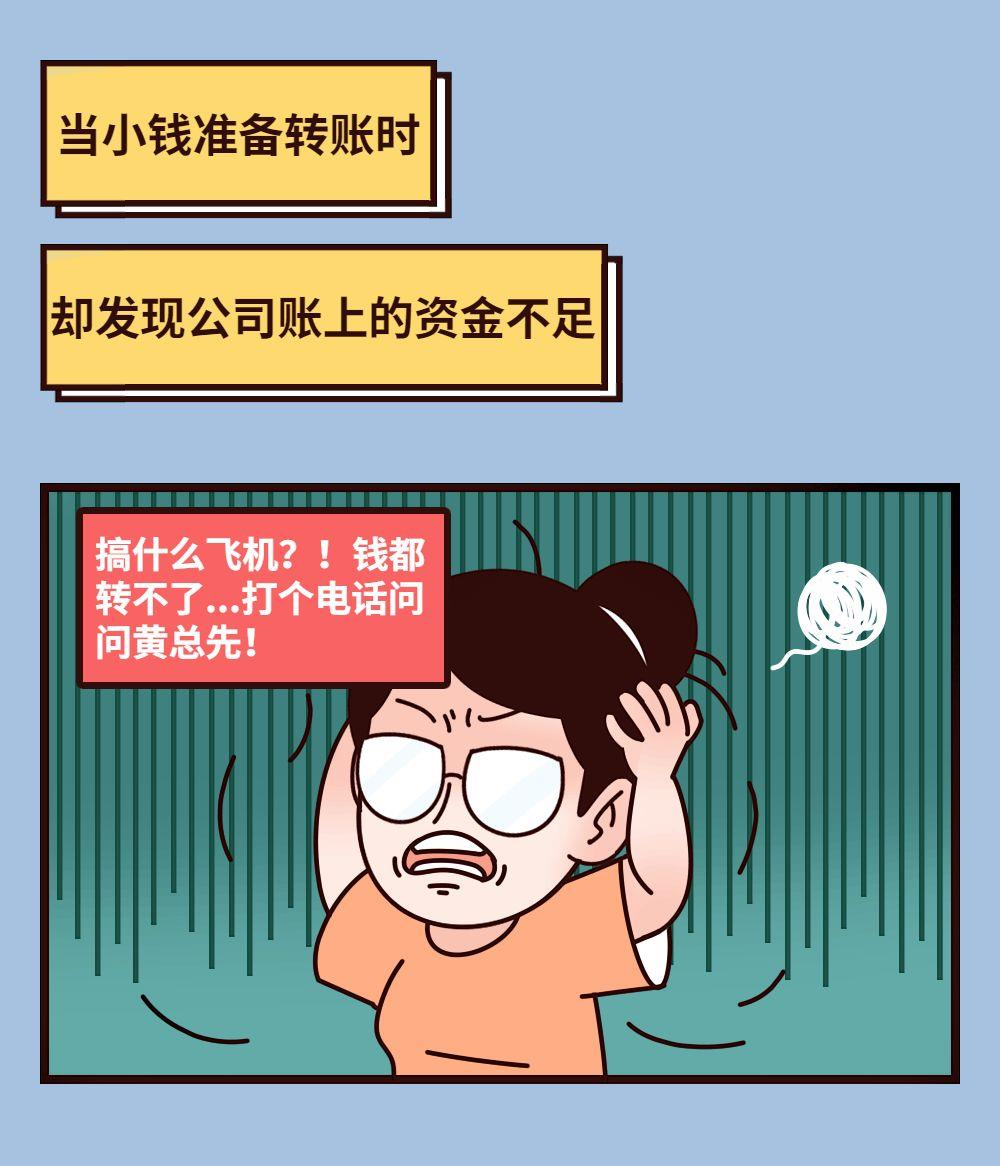 当小钱准备转账时
却发现公司账上的资金不足
搞什么飞机？！钱都
转不了...打个电话问
问黄总先！